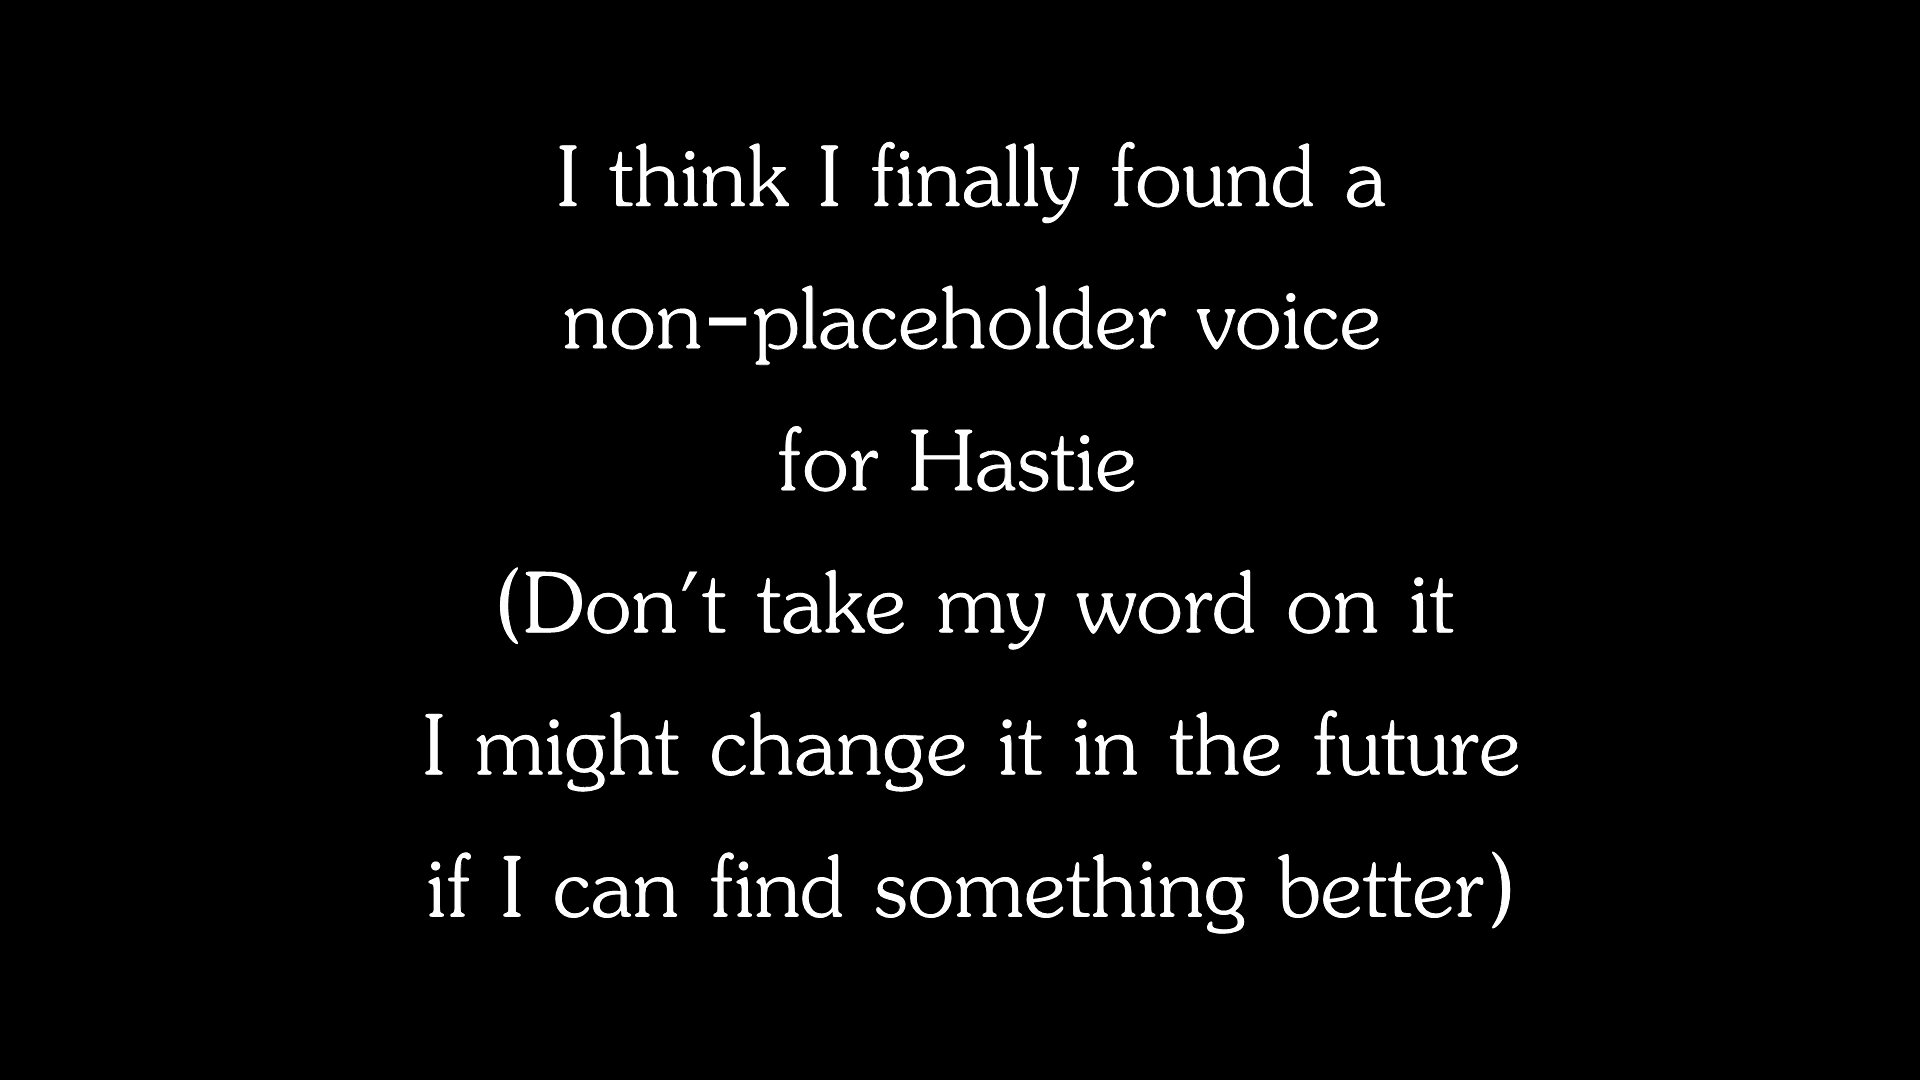 I think I finally found a
non-placeholder voice
for Hastie
(Don't take my word on it
I might change it in the future
if I can find something better)